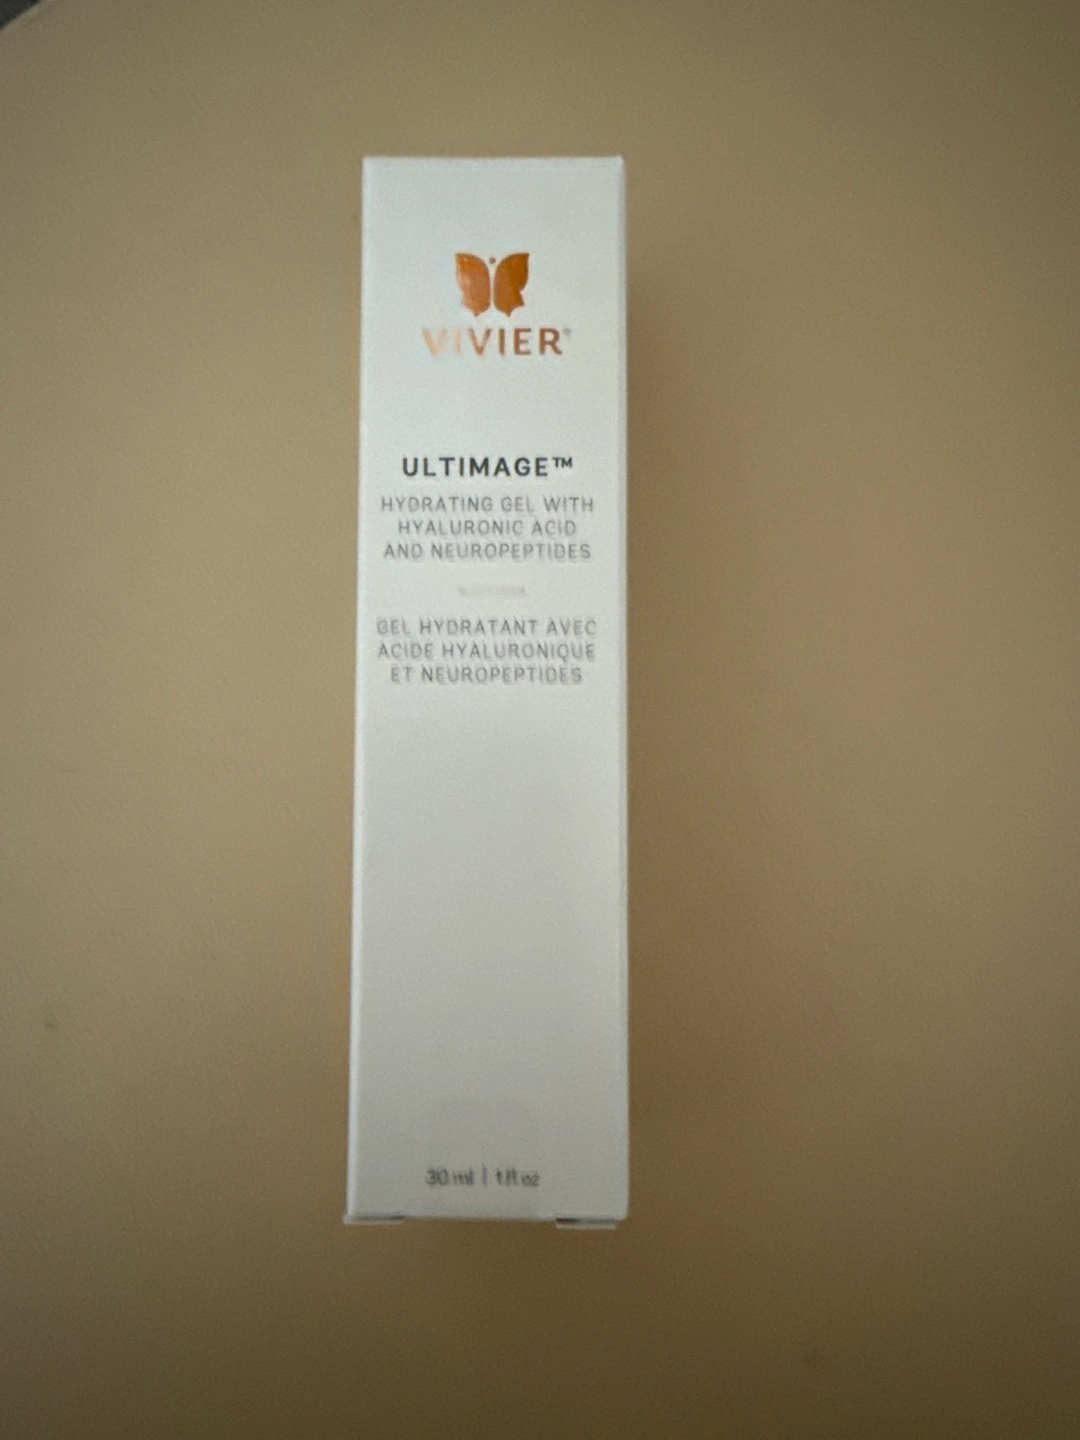 VIVIER®
ULTIMAGE™
HYDRATING GEL WITH
HYALURONIC ACID
AND NEUROPEPTIDES
GEL HYDRATANT AVEC
ACIDE HYALURONIQUE
ET NEUROPEPTIDES
30 ml | 1 fl oz